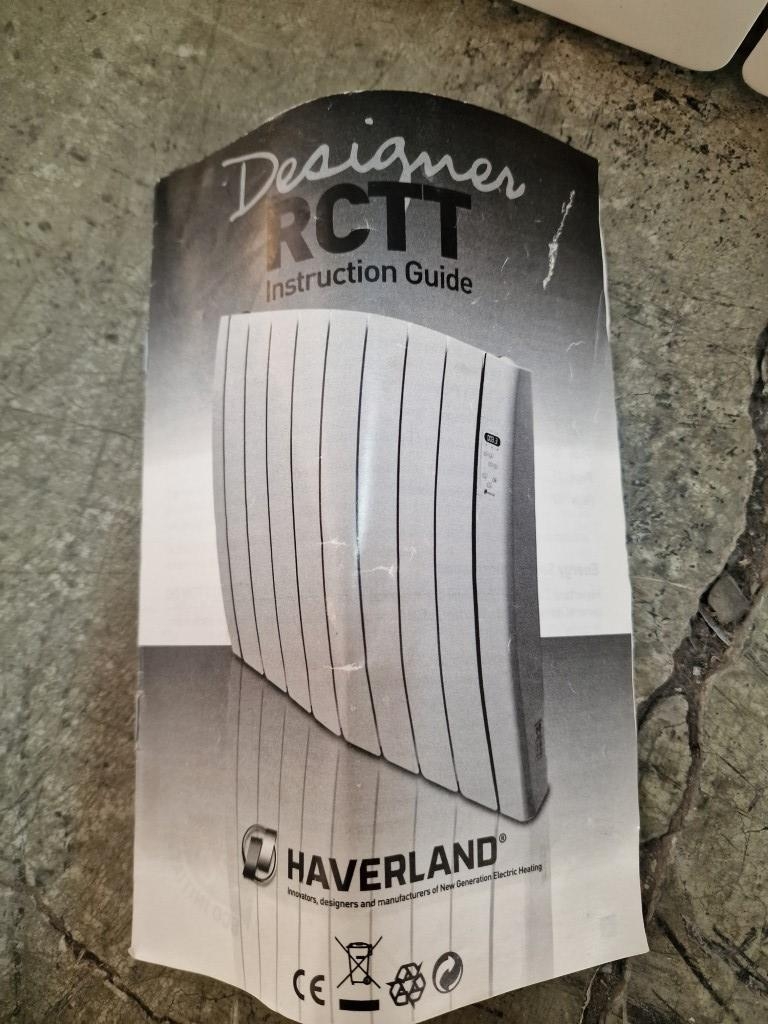 Designer
RCTT
Instruction Guide
HAVERLAND®
Innovators, designers and manufacturers of New Generation Electric Heating
CE